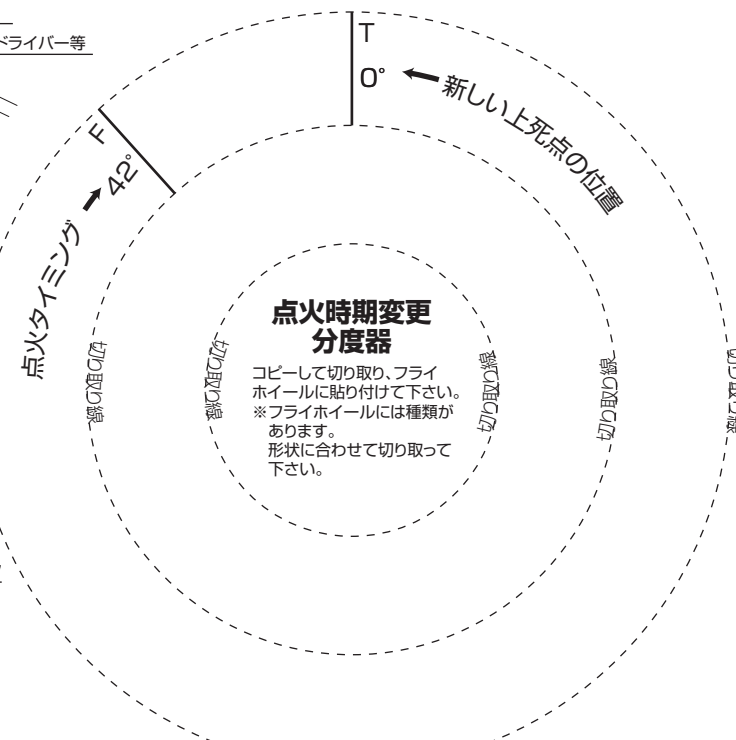 ドライバー等
T
0°
新しい上死点の位置
F
42°
点火タイミング
点火時期変更
分度器
コピーして切り取り、フライ
ホイールに貼り付けて下さい。
※フライホイールには種類が
あります。
形状に合わせて切り取って
下さい。
切り取り線
切り取り線
切り取り線
切り取り線
切り取り線